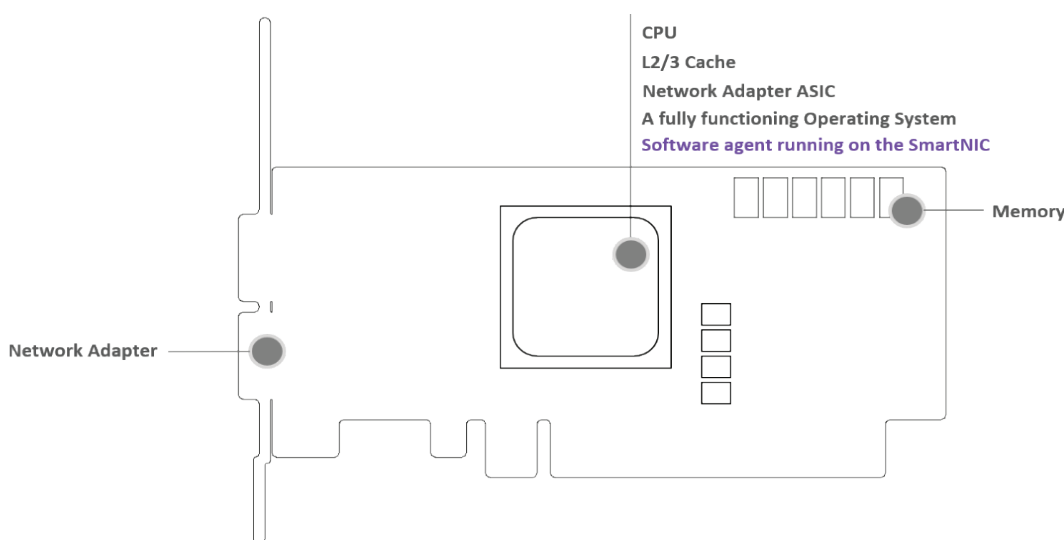 CPU
L2/3 Cache
Network Adapter ASIC
A fully functioning Operating System
Software agent running on the SmartNIC
Memory
Network Adapter